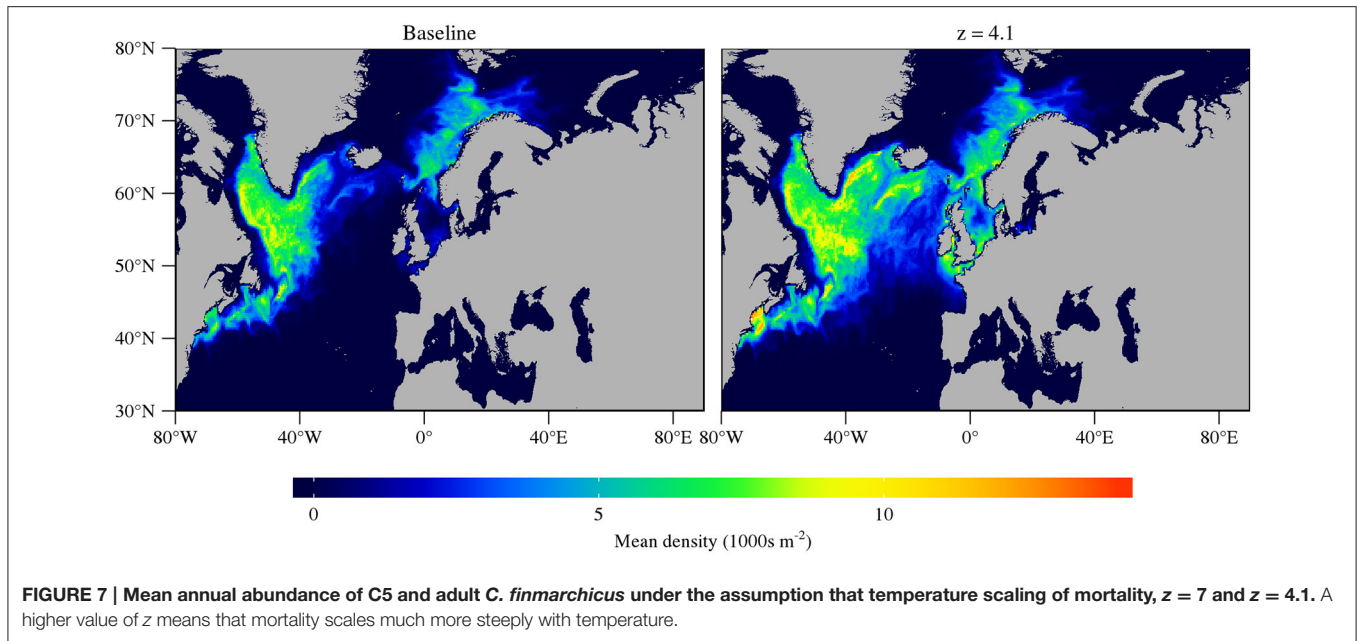 Baseline
z = 4.1
80°N
70°N
60°N
50°N
40°N
30°N
80°W
40°W
0°
40°E
80°E
80°W
40°W
0°
40°E
80°E
0
5
10
Mean density (1000s m⁻²)
FIGURE 7 | Mean annual abundance of C5 and adult C. finmarchicus under the assumption that temperature scaling of mortality, z = 7 and z = 4.1. A
higher value of z means that mortality scales much more steeply with temperature.